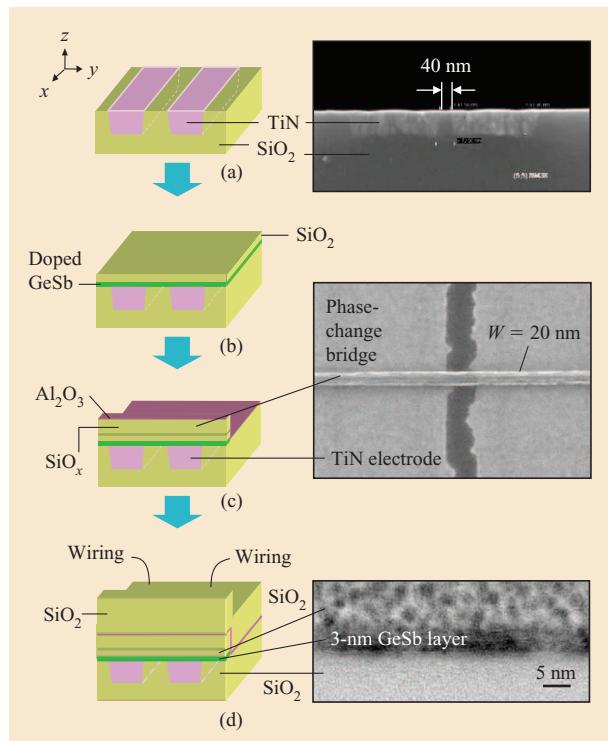 z
y
x
40 nm
TiN
SiO2
(a)
SiO2
Doped
GeSb
(b)
Phase-
change
bridge
W = 20 nm
Al2O3
SiOx
TiN electrode
(c)
Wiring
Wiring
SiO2
SiO2
3-nm GeSb layer
SiO2
5 nm
(d)